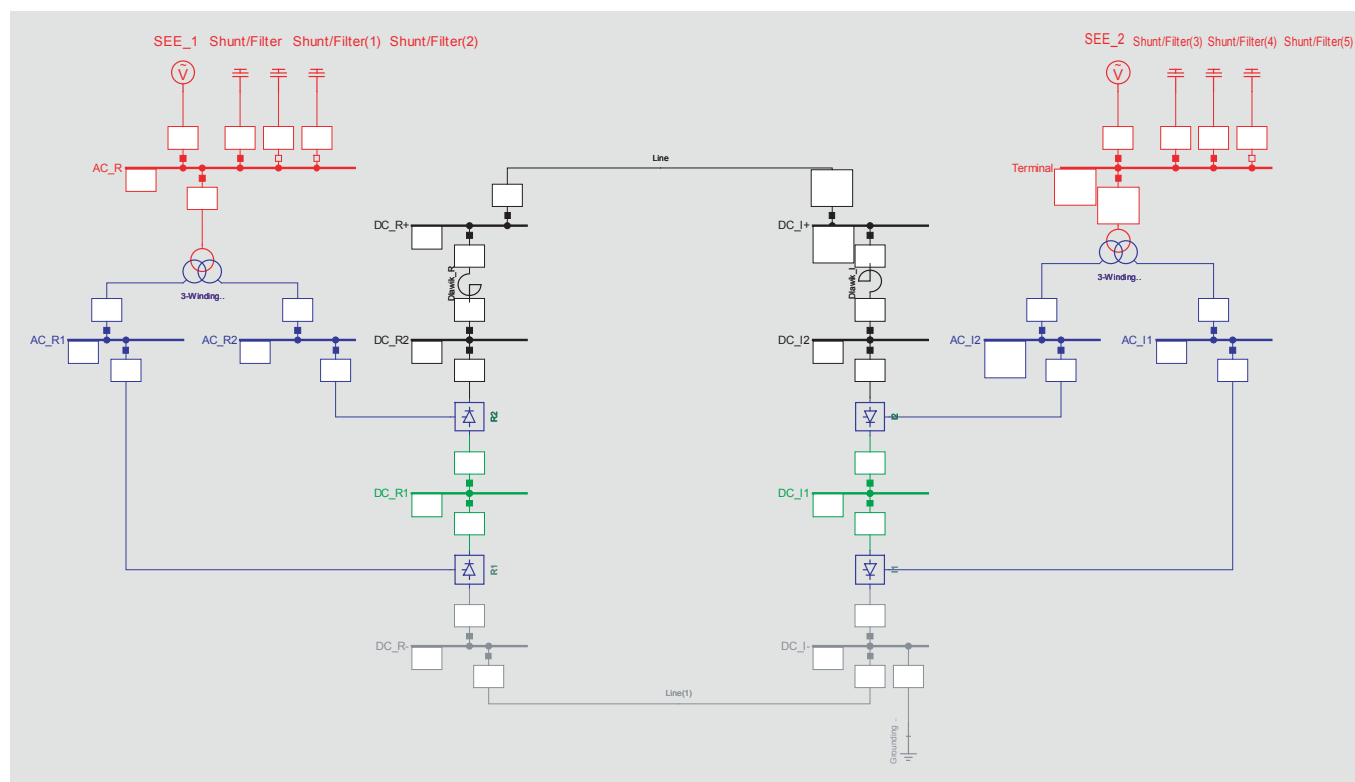 SEE_1 Shunt/Filter Shunt/Filter(1) Shunt/Filter(2)
SEE_2 Shunt/Filter(3) Shunt/Filter(4) Shunt/Filter(5)
Ṽ
Ṽ
Line
AC_R
Terminal
DC_R+
DC_I+
Dławik_R
Dławik_I
3-Winding..
3-Winding..
AC_R1
AC_R2
DC_R2
DC_I2
AC_I2
AC_I1
R2
I2
DC_R1
DC_I1
R1
I1
DC_R-
DC_I-
Line(1)
Grounding ..